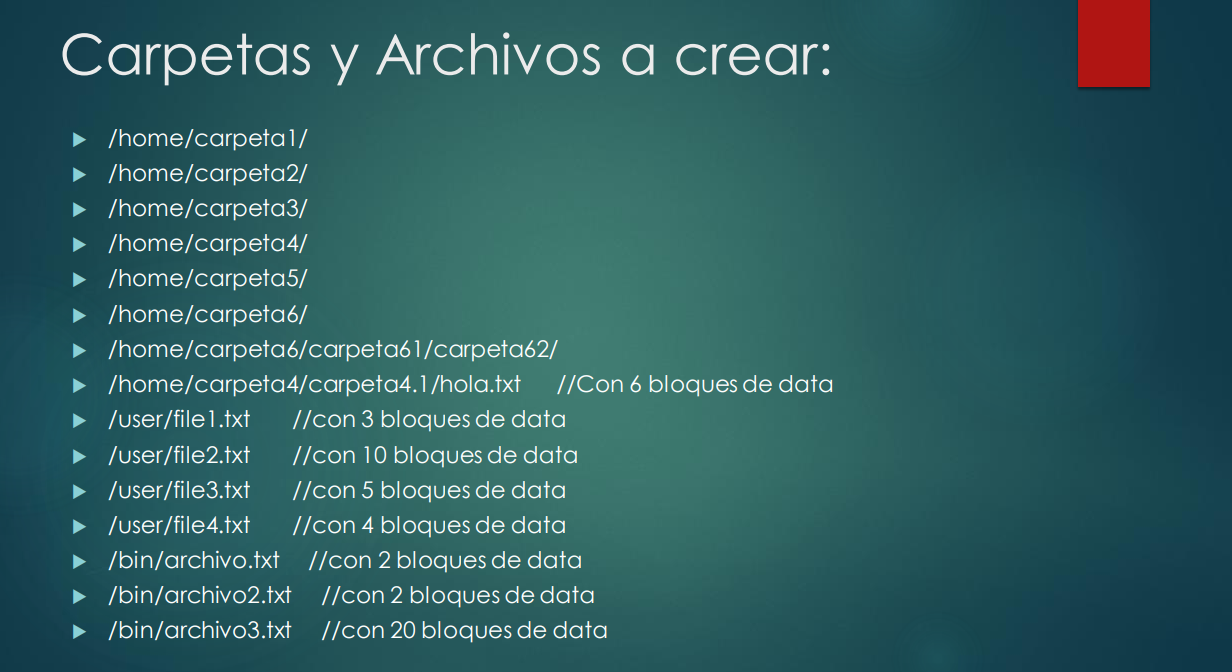 Carpetas y Archivos a crear:
/home/carpeta1/
/home/carpeta2/
/home/carpeta3/
/home/carpeta4/
/home/carpeta5/
/home/carpeta6/
/home/carpeta6/carpeta61/carpeta62/
/home/carpeta4/carpeta4.1/hola.txt //Con 6 bloques de data
/user/file1.txt //con 3 bloques de data
/user/file2.txt //con 10 bloques de data
/user/file3.txt //con 5 bloques de data
/user/file4.txt //con 4 bloques de data
/bin/archivo.txt //con 2 bloques de data
/bin/archivo2.txt //con 2 bloques de data
/bin/archivo3.txt //con 20 bloques de data